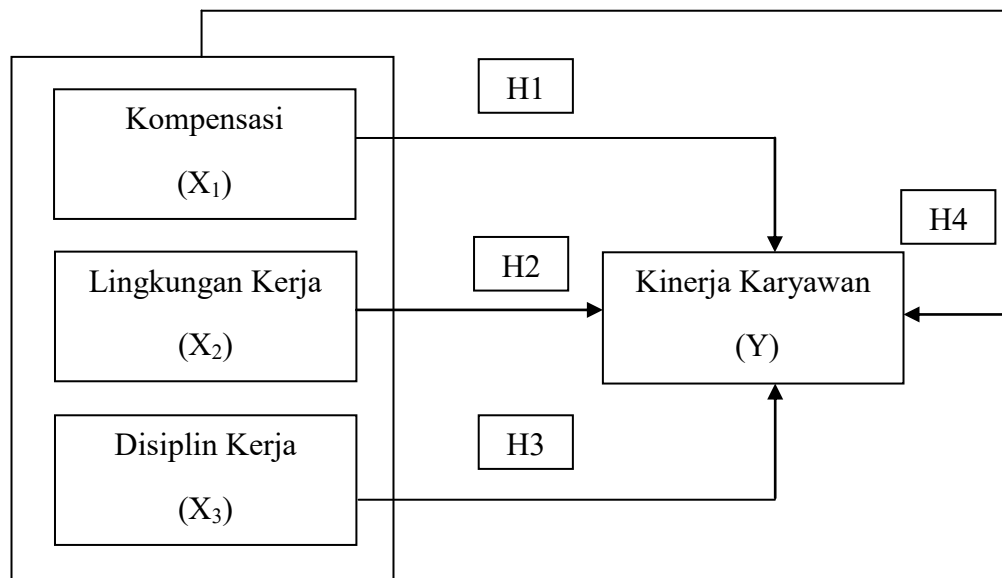 H1
Kompensasi
(X₁)
H4
H2
Lingkungan Kerja
(X₂)
Kinerja Karyawan
(Y)
H3
Disiplin Kerja
(X₃)